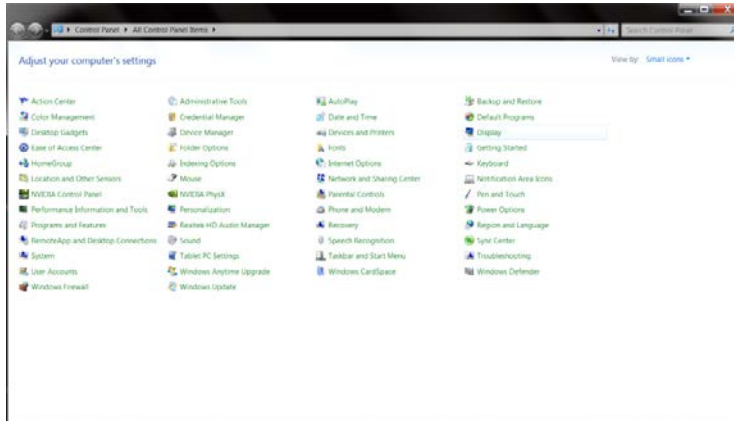 Control Panel All Control Panel Items Search Control Panel
Adjust your computer's settings View by: Small icons
Action Center Administrative Tools AutoPlay Backup and Restore
Color Management Credential Manager Date and Time Default Programs
Desktop Gadgets Device Manager Devices and Printers Display
Ease of Access Center Folder Options Fonts Getting Started
HomeGroup Indexing Options Internet Options Keyboard
Location and Other Sensors Mouse Network and Sharing Center Notification Area Icons
NVIDIA Control Panel NVIDIA PhysX Parental Controls Pen and Touch
Performance Information and Tools Personalization Phone and Modem Power Options
Programs and Features Realtek HD Audio Manager Recovery Region and Language
RemoteApp and Desktop Connections Sound Speech Recognition Sync Center
System Tablet PC Settings Taskbar and Start Menu Troubleshooting
User Accounts Windows Anytime Upgrade Windows CardSpace Windows Defender
Windows Firewall Windows Update